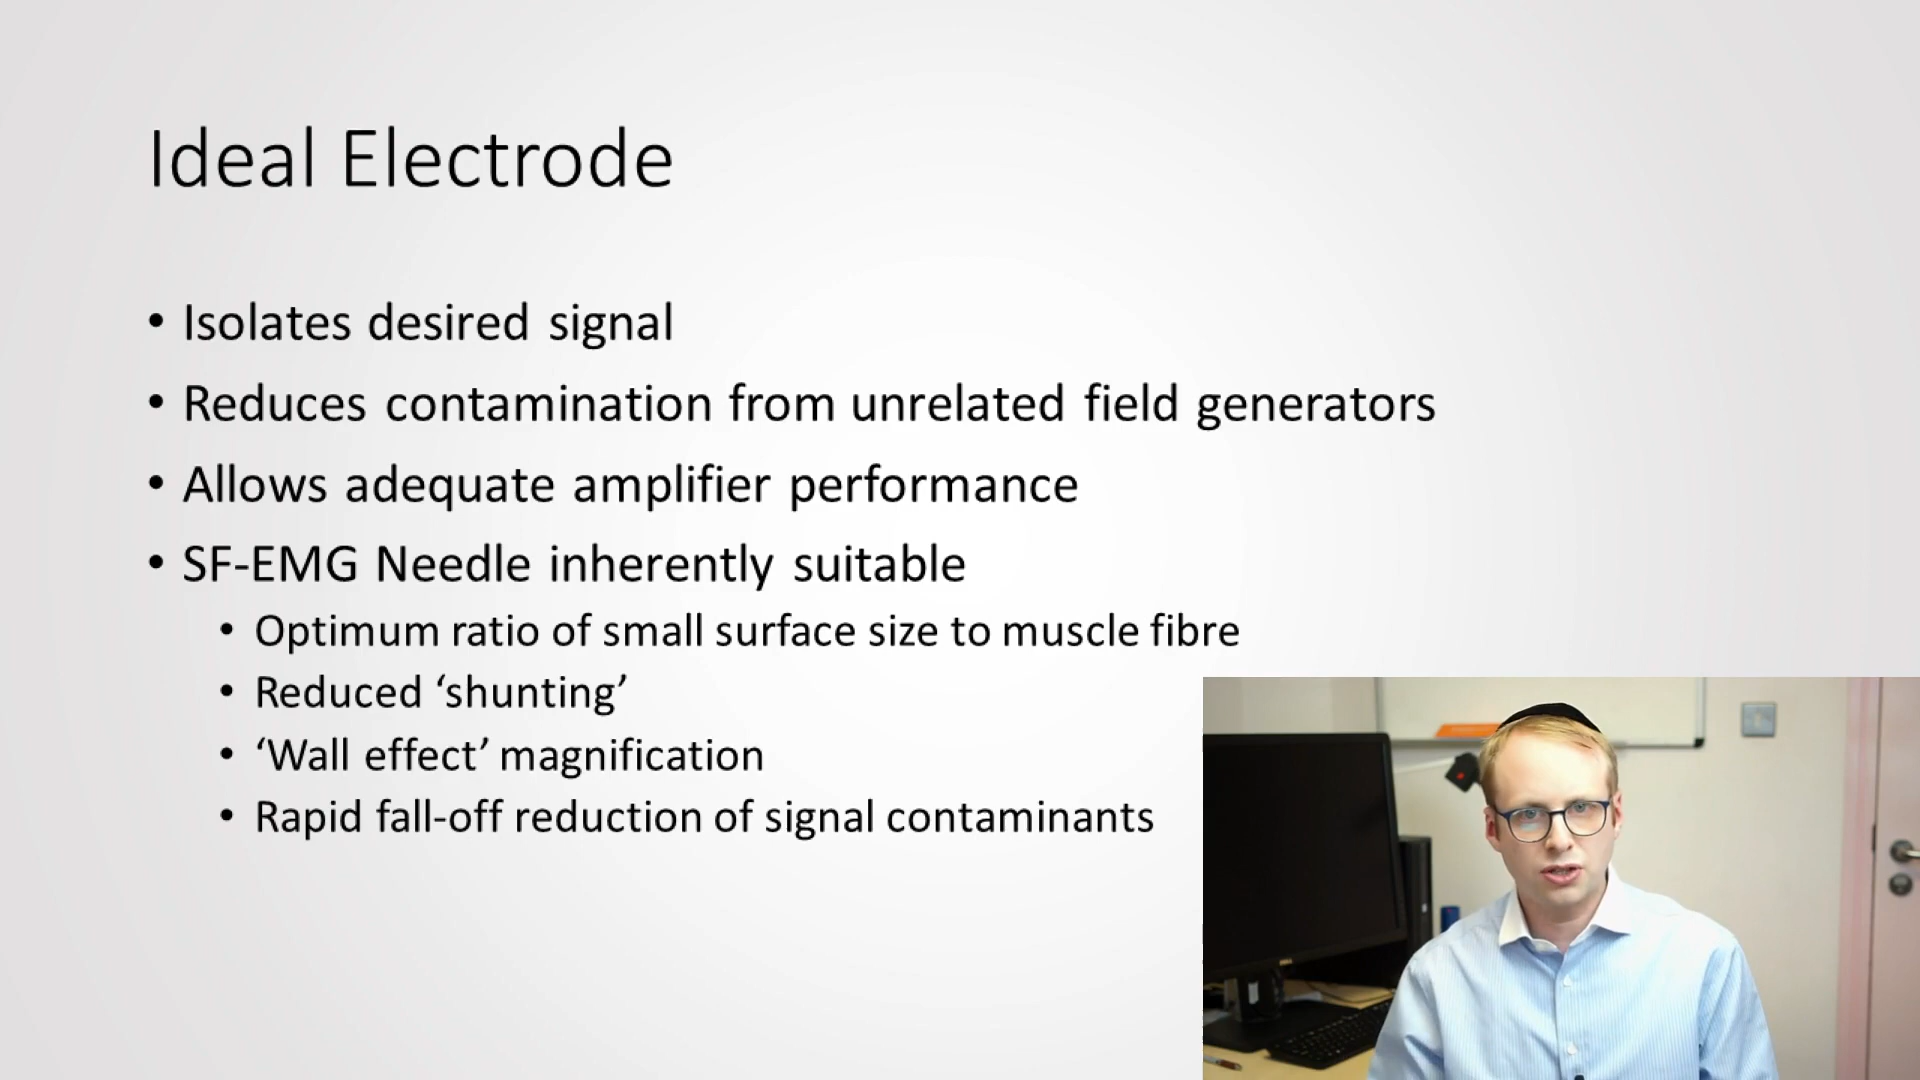 Ideal Electrode
• Isolates desired signal
• Reduces contamination from unrelated field generators
• Allows adequate amplifier performance
• SF-EMG Needle inherently suitable
• Optimum ratio of small surface size to muscle fibre
• Reduced ‘shunting’
• ‘Wall effect’ magnification
• Rapid fall-off reduction of signal contaminants